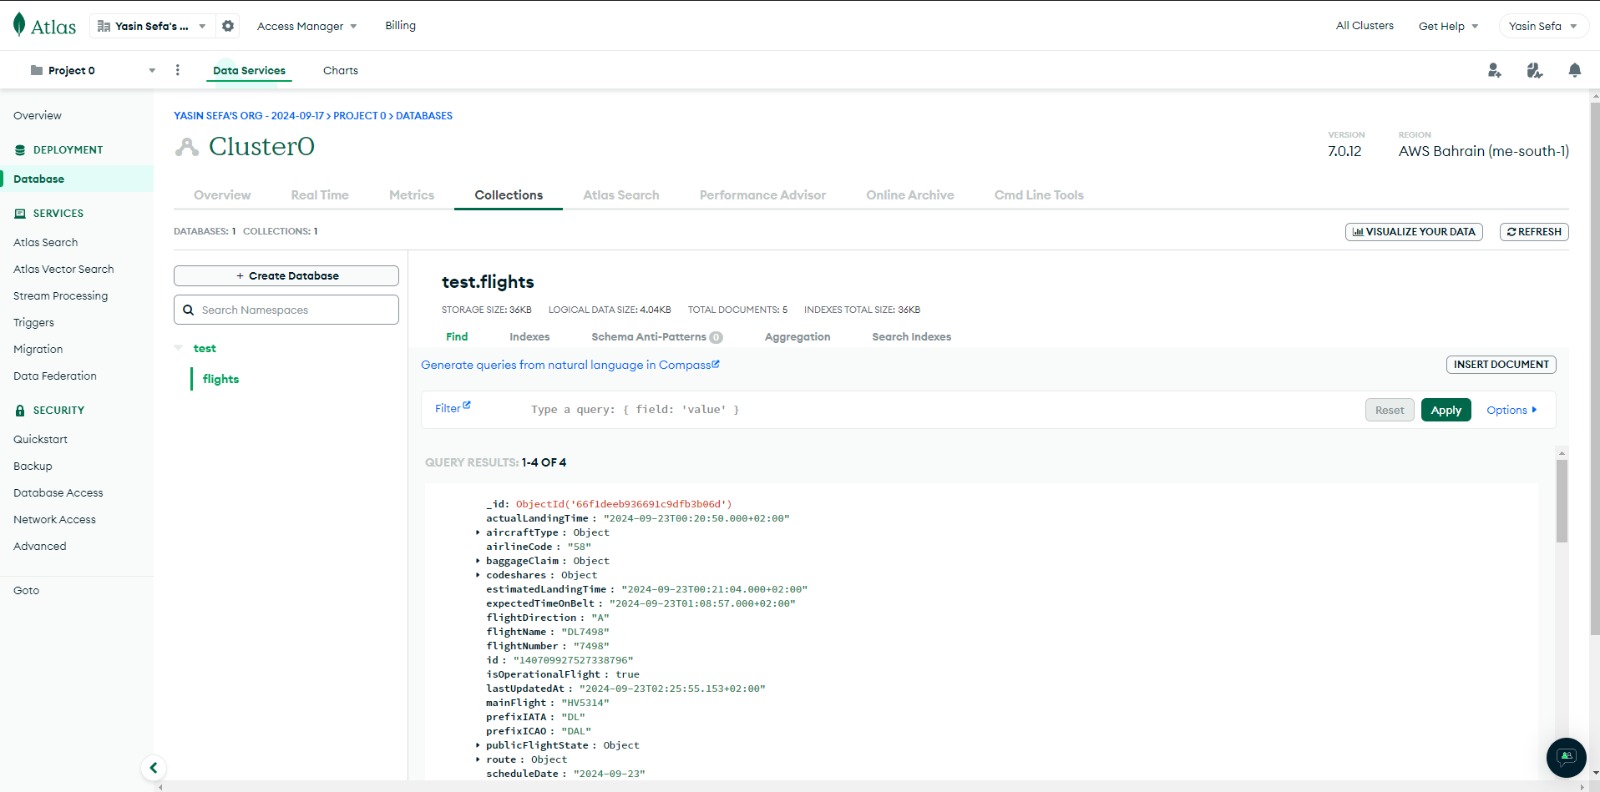 Atlas
Yasin Sefa's ...
Access Manager
Billing
All Clusters
Get Help
Yasin Sefa
Project 0
Data Services
Charts
Overview
DEPLOYMENT
Database
SERVICES
Atlas Search
Atlas Vector Search
Stream Processing
Triggers
Migration
Data Federation
SECURITY
Quickstart
Backup
Database Access
Network Access
Advanced
Goto
YASIN SEFA'S ORG - 2024-09-17 > PROJECT 0 > DATABASES
Cluster0
VERSION
7.0.12
REGION
AWS Bahrain (me-south-1)
Overview
Real Time
Metrics
Collections
Atlas Search
Performance Advisor
Online Archive
Cmd Line Tools
DATABASES: 1 COLLECTIONS: 1
VISUALIZE YOUR DATA
REFRESH
+ Create Database
Search Namespaces
test
flights
test.flights
STORAGE SIZE: 36KB LOGICAL DATA SIZE: 4.04KB TOTAL DOCUMENTS: 5 INDEXES TOTAL SIZE: 36KB
Find
Indexes
Schema Anti-Patterns 0
Aggregation
Search Indexes
Generate queries from natural language in Compass
INSERT DOCUMENT
Filter
Type a query: { field: 'value' }
Reset
Apply
Options
QUERY RESULTS: 1-4 OF 4
_id: ObjectId('66f1deeb936691c9dfb3b06d')
actualLandingTime : "2024-09-23T00:20:50.000+02:00"
aircraftType : Object
airlineCode : "58"
baggageClaim : Object
codeshares : Object
estimatedLandingTime : "2024-09-23T00:21:04.000+02:00"
expectedTimeOnBelt : "2024-09-23T01:08:57.000+02:00"
flightDirection : "A"
flightName : "DL7498"
flightNumber : "7498"
id : "140709927527338796"
isOperationalFlight : true
lastUpdatedAt : "2024-09-23T02:25:55.153+02:00"
mainFlight : "HV5314"
prefixIATA : "DL"
prefixICAO : "DAL"
publicFlightState : Object
route : Object
scheduleDate : "2024-09-23"